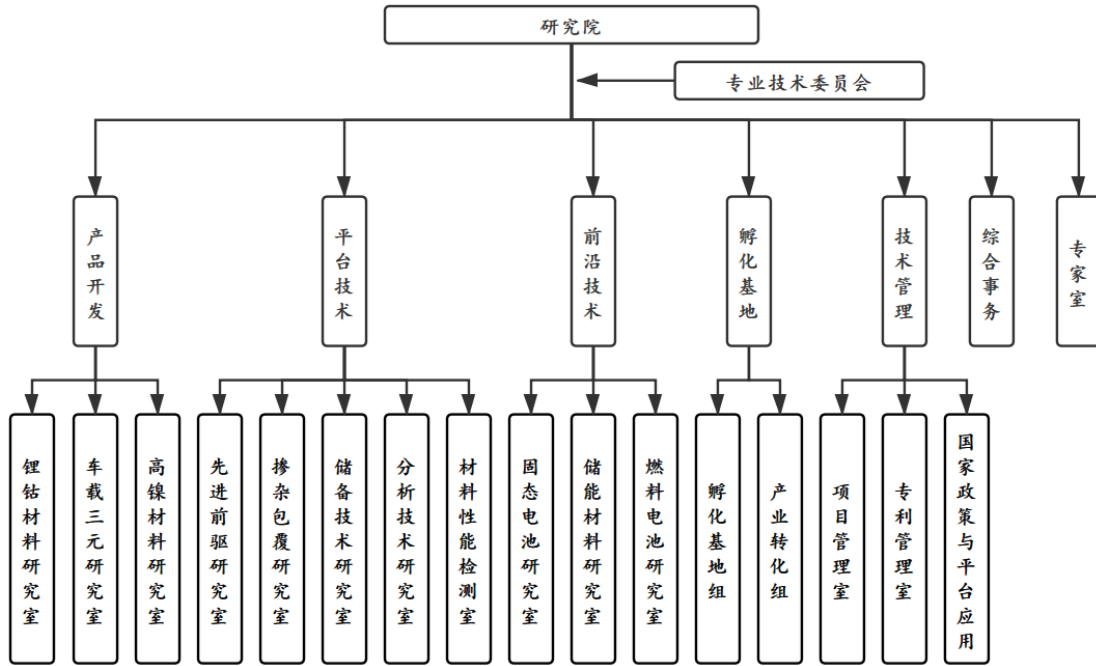 研究院
专业技术委员会
产品开发
平台技术
前沿技术
孵化基地
技术管理
综合事务
专家室
锂钴材料研究室
车载三元研究室
高镍材料研究室
先进前驱研究室
掺杂包覆研究室
储备技术研究室
分析技术研究室
材料性能检测室
固态电池研究室
储能材料研究室
燃料电池研究室
孵化基地组
产业转化组
项目管理室
专利管理室
国家政策与平台应用